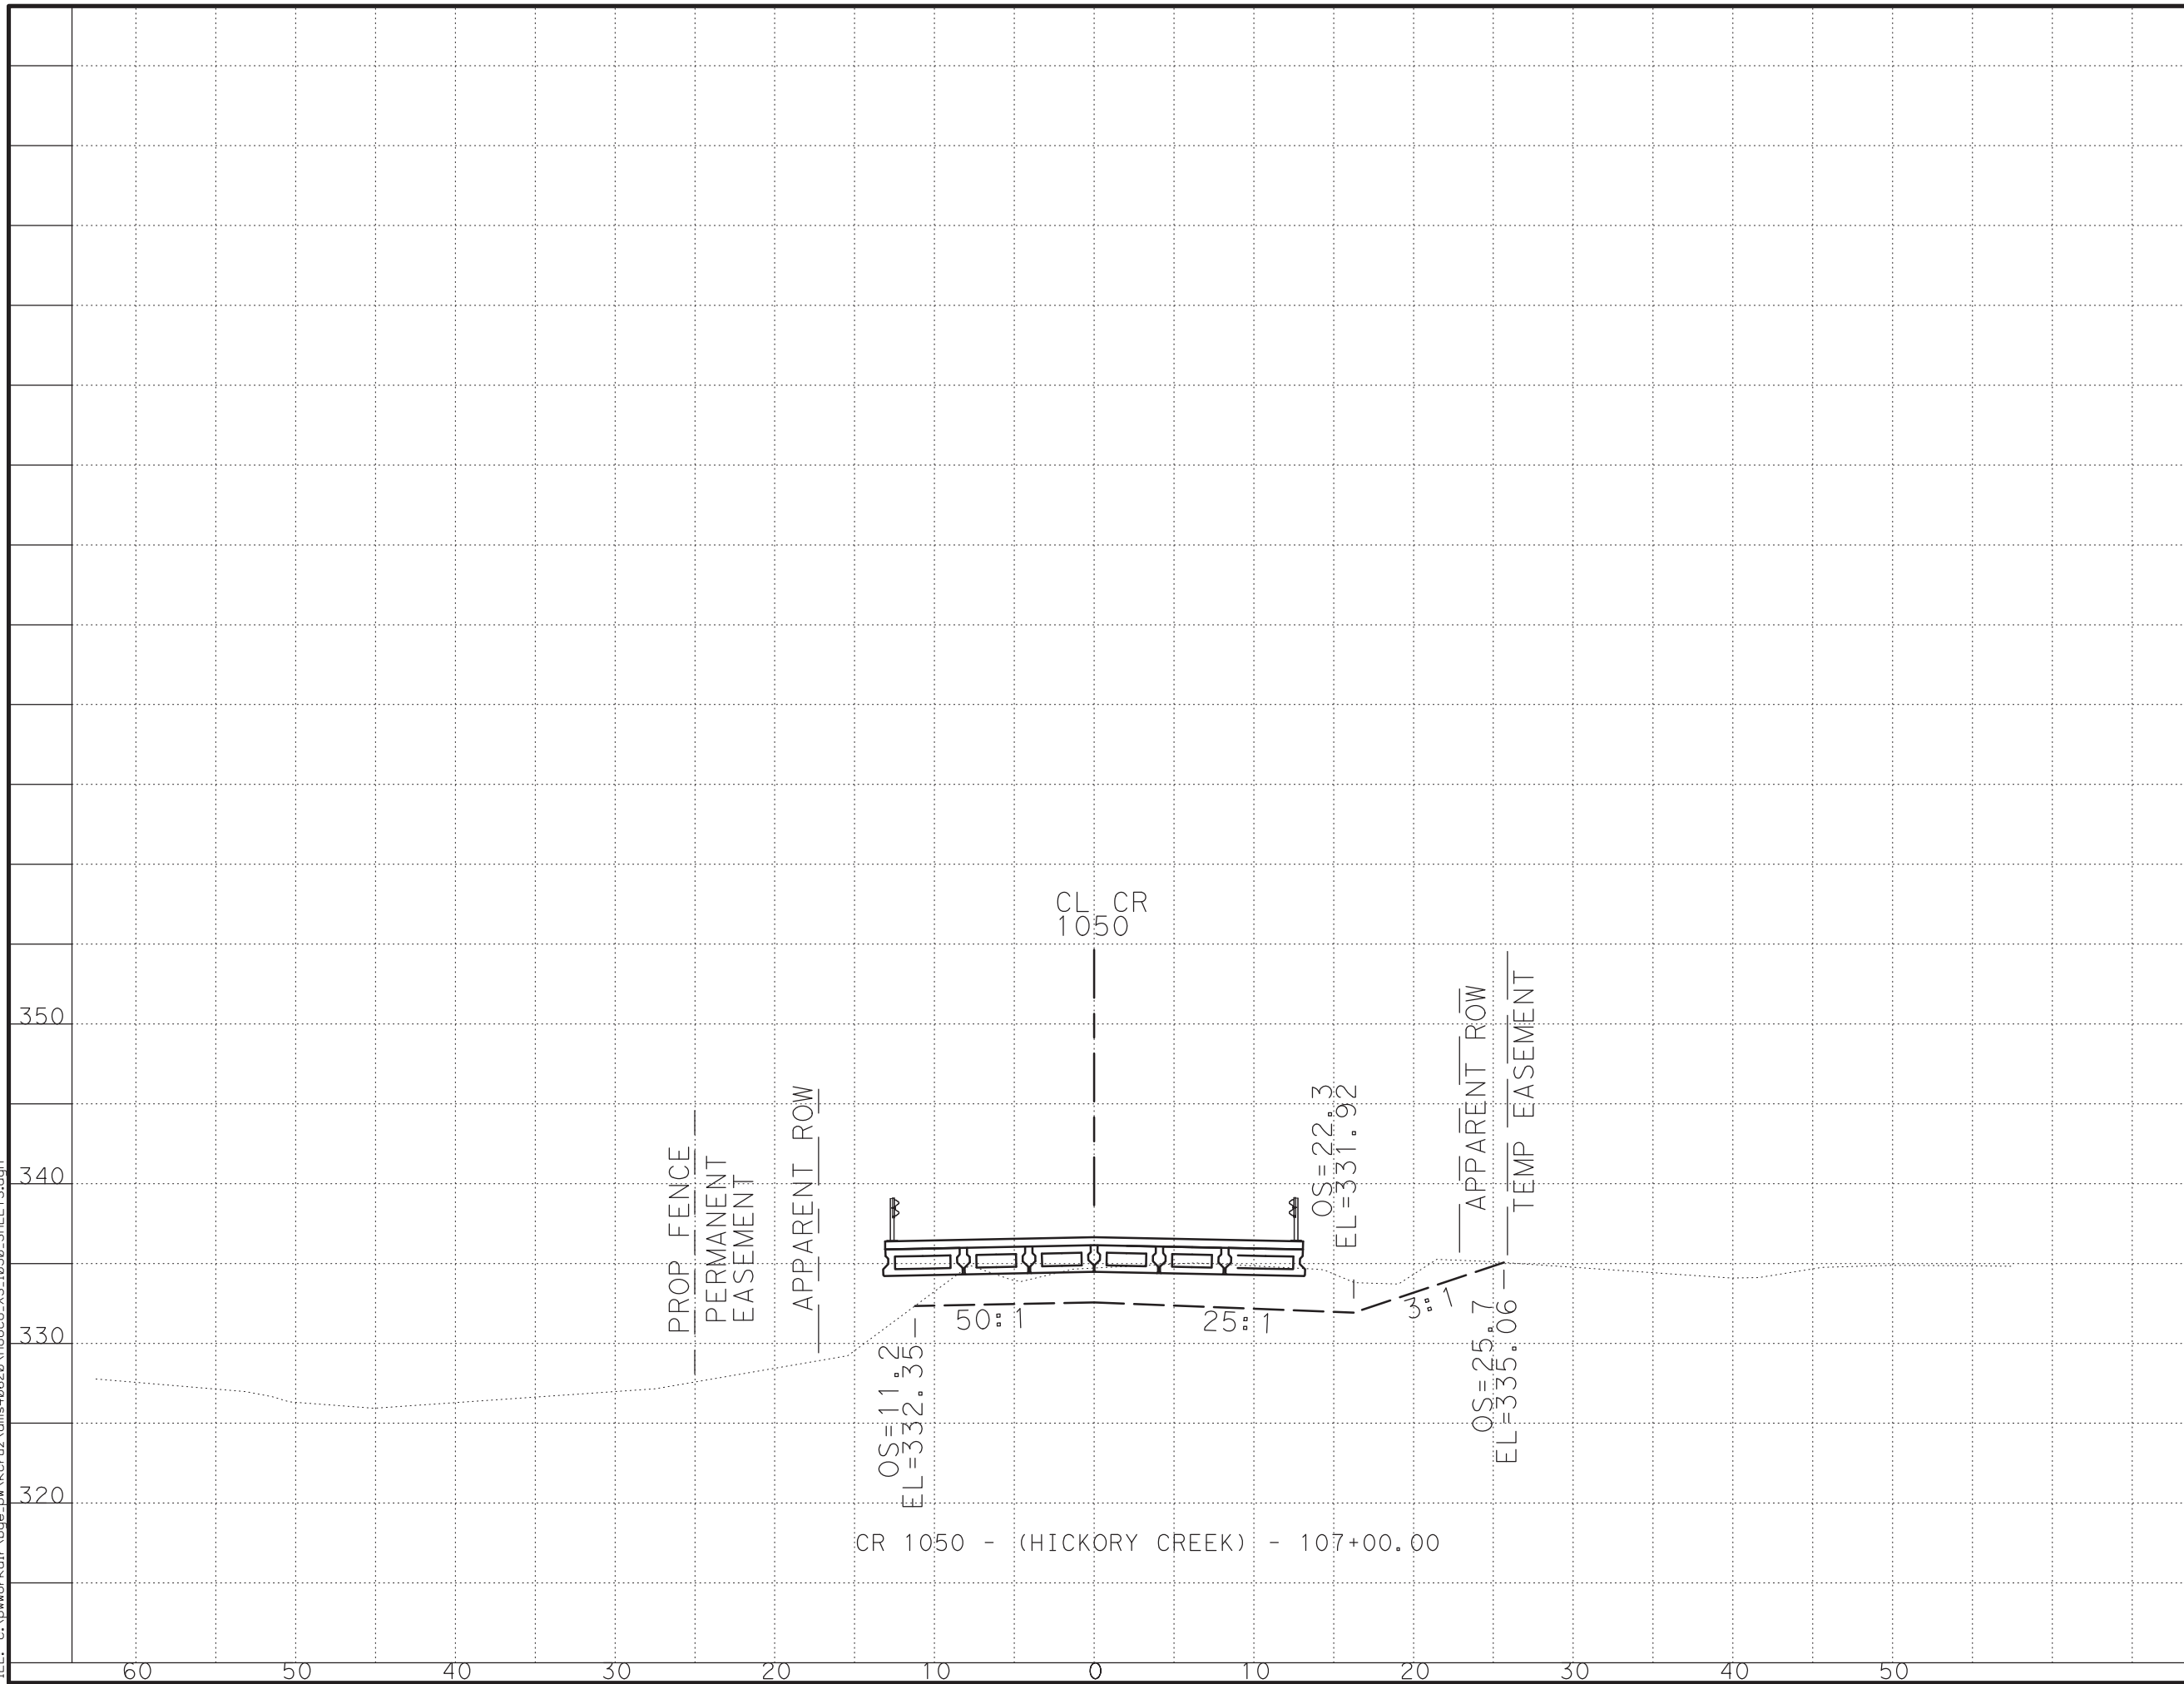 CL CR
1050
350
340
330
320
PROP FENCE
PERMANENT
EASEMENT
APPARENT ROW
OS=22.3
EL=331.92
APPARENT ROW
TEMP EASEMENT
50:1
25:1
3:1
OS=11.2
EL=332.35
OS=25.7
EL=335.06
CR 1050 - (HICKORY CREEK) - 107+00.00
60 50 40 30 20 10 0 10 20 30 40 50